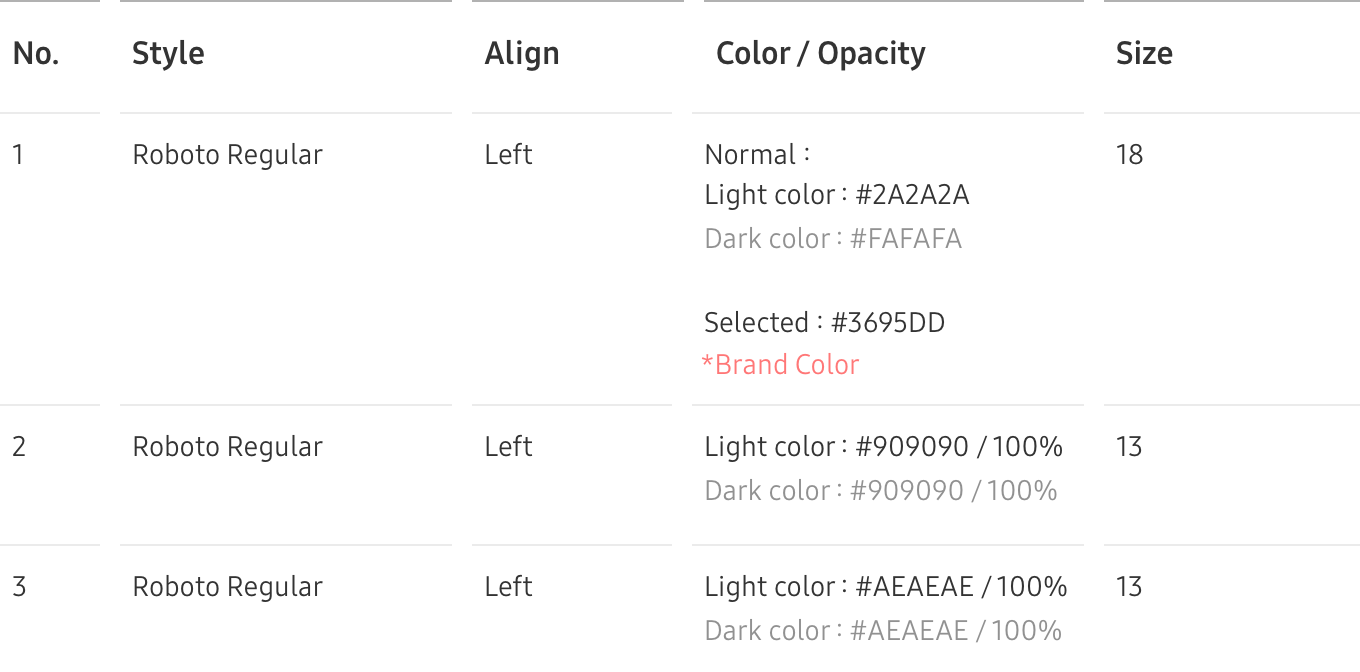 No. Style Align Color / Opacity Size
1 Roboto Regular Left Normal : 18
Light color : #2A2A2A
Dark color : #FAFAFA
Selected : #3695DD
*Brand Color
2 Roboto Regular Left Light color : #909090 / 100% 13
Dark color : #909090 / 100%
3 Roboto Regular Left Light color : #AEAEAE / 100% 13
Dark color : #AEAEAE / 100%